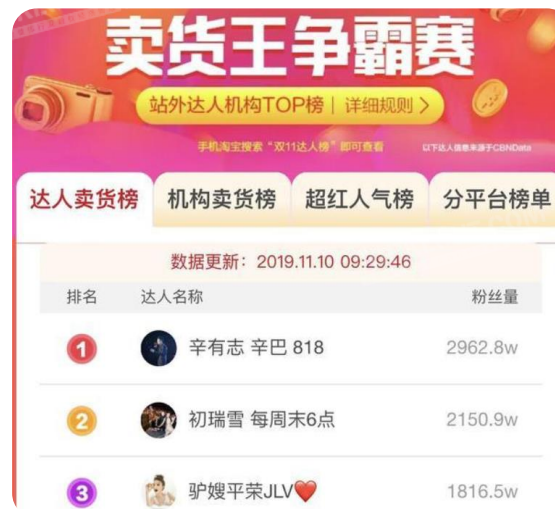 卖货王争霸赛
站外达人机构TOP榜 | 详细规则 >
手机淘宝搜索“双11达人榜”即可查看
以下达人信息来源于CBNData
达人卖货榜 机构卖货榜 超红人气榜 分平台榜单
数据更新：2019.11.10 09:29:46
排名 达人名称 粉丝量
1 辛有志 辛巴 818 2962.8w
2 初瑞雪 每周末6点 2150.9w
3 驴嫂平荣JLV❤️ 1816.5w